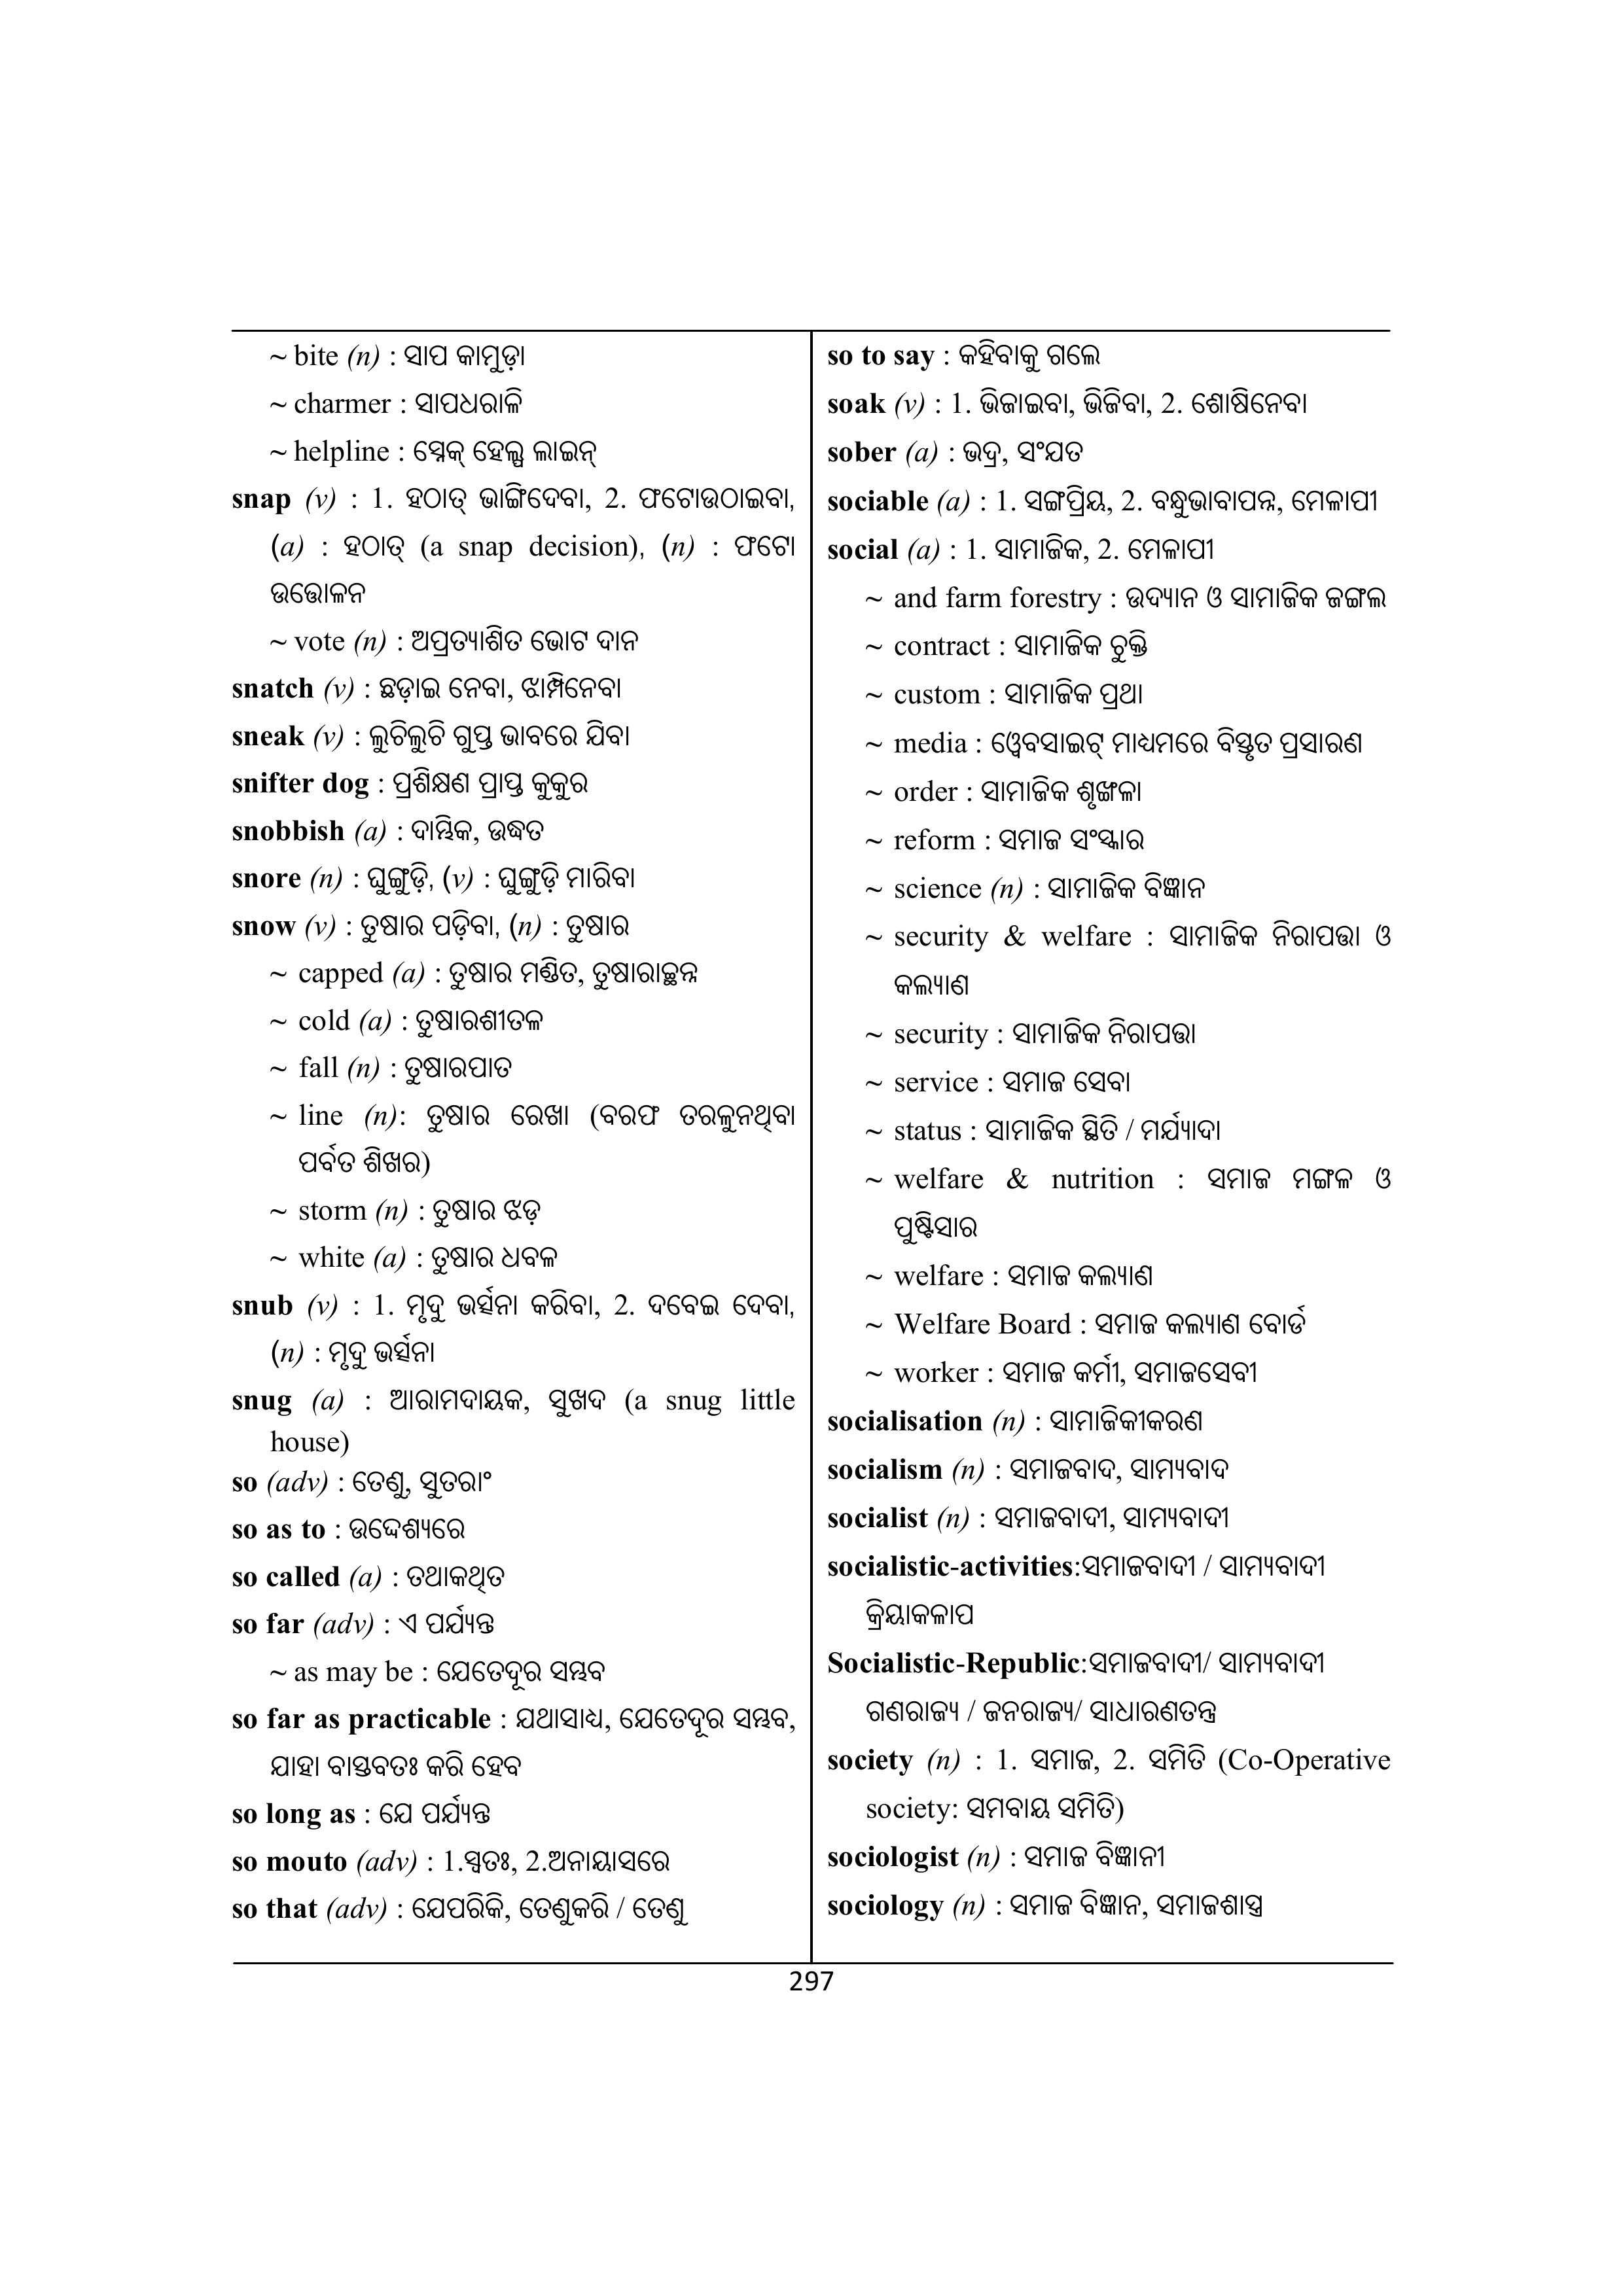 ~ bite (n) : ସାପ କାମୁଡ଼ା
~ charmer : ସାପଧରାଳି
~ helpline : ସ୍ନେକ୍ ହେଲ୍ପ ଲାଇନ୍
snap (v) : 1. ହଠାତ୍ ଭାଙ୍ଗିଦେବା, 2. ଫଟୋଉଠାଇବା,
(a) : ହଠାତ୍ (a snap decision), (n) : ଫଟୋ
ଉତ୍ତୋଳନ
~ vote (n) : ଅପ୍ରତ୍ୟାଶିତ ଭୋଟ ଦାନ
snatch (v) : ଛଡ଼ାଇ ନେବା, ଝାମ୍ପିନେବା
sneak (v) : ଲୁଚିଲୁଚି ଗୁପ୍ତ ଭାବରେ ଯିବା
snifter dog : ପ୍ରଶିକ୍ଷଣ ପ୍ରାପ୍ତ କୁକୁର
snobbish (a) : ଦାମ୍ଭିକ, ଉଦ୍ଧତ
snore (n) : ଘୁଙ୍ଗୁଡ଼ି, (v) : ଘୁଙ୍ଗୁଡ଼ି ମାରିବା
snow (v) : ତୁଷାର ପଡ଼ିବା, (n) : ତୁଷାର
~ capped (a) : ତୁଷାର ମଣ୍ଡିତ, ତୁଷାରାଚ୍ଛନ୍ନ
~ cold (a) : ତୁଷାରଶୀତଳ
~ fall (n) : ତୁଷାରପାତ
~ line (n): ତୁଷାର ରେଖା (ବରଫ ତରଳୁନଥିବା
ପର୍ବତ ଶିଖର)
~ storm (n) : ତୁଷାର ଝଡ଼
~ white (a) : ତୁଷାର ଧବଳ
snub (v) : 1. ମୃଦୁ ଭର୍ତ୍ସନା କରିବା, 2. ଦବେଇ ଦେବା,
(n) : ମୃଦୁ ଭର୍ତ୍ସନା
snug (a) : ଆରାମଦାୟକ, ସୁଖଦ (a snug little
house)
so (adv) : ତେଣୁ, ସୁତରାଂ
so as to : ଉଦ୍ଦେଶ୍ୟରେ
so called (a) : ତଥାକଥିତ
so far (adv) : ଏ ପର୍ଯ୍ୟନ୍ତ
~ as may be : ଯେତେଦୂର ସମ୍ଭବ
so far as practicable : ଯଥାସାଧ୍ୟ, ଯେତେଦୂର ସମ୍ଭବ,
ଯାହା ବାସ୍ତବତଃ କରି ହେବ
so long as : ଯେ ପର୍ଯ୍ୟନ୍ତ
so mouto (adv) : 1.ସ୍ୱତଃ, 2.ଅନାୟାସରେ
so that (adv) : ଯେପରିକି, ତେଣୁକରି / ତେଣୁ
so to say : କହିବାକୁ ଗଲେ
soak (v) : 1. ଭିଜାଇବା, ଭିଜିବା, 2. ଶୋଷିନେବା
sober (a) : ଭଦ୍ର, ସଂଯତ
sociable (a) : 1. ସଙ୍ଗପ୍ରିୟ, 2. ବନ୍ଧୁଭାବାପନ୍ନ, ମେଳାପୀ
social (a) : 1. ସାମାଜିକ, 2. ମେଳାପୀ
~ and farm forestry : ଉଦ୍ୟାନ ଓ ସାମାଜିକ ଜଙ୍ଗଲ
~ contract : ସାମାଜିକ ଚୁକ୍ତି
~ custom : ସାମାଜିକ ପ୍ରଥା
~ media : ୱେବସାଇଟ୍ ମାଧ୍ୟମରେ ବିସ୍ତୃତ ପ୍ରସାରଣ
~ order : ସାମାଜିକ ଶୃଙ୍ଖଳା
~ reform : ସମାଜ ସଂସ୍କାର
~ science (n) : ସାମାଜିକ ବିଜ୍ଞାନ
~ security & welfare : ସାମାଜିକ ନିରାପତ୍ତା ଓ
କଲ୍ୟାଣ
~ security : ସାମାଜିକ ନିରାପତ୍ତା
~ service : ସମାଜ ସେବା
~ status : ସାମାଜିକ ସ୍ଥିତି / ମର୍ଯ୍ୟାଦା
~ welfare & nutrition : ସମାଜ ମଙ୍ଗଳ ଓ
ପୁଷ୍ଟିସାର
~ welfare : ସମାଜ କଲ୍ୟାଣ
~ Welfare Board : ସମାଜ କଲ୍ୟାଣ ବୋର୍ଡ
~ worker : ସମାଜ କର୍ମୀ, ସମାଜସେବୀ
socialisation (n) : ସାମାଜିକୀକରଣ
socialism (n) : ସମାଜବାଦ, ସାମ୍ୟବାଦ
socialist (n) : ସମାଜବାଦୀ, ସାମ୍ୟବାଦୀ
socialistic-activities:ସମାଜବାଦୀ / ସାମ୍ୟବାଦୀ
କ୍ରିୟାକଳାପ
Socialistic-Republic:ସମାଜବାଦୀ/ ସାମ୍ୟବାଦୀ
ଗଣରାଜ୍ୟ / ଜନରାଜ୍ୟ/ ସାଧାରଣତନ୍ତ୍ର
society (n) : 1. ସମାଜ, 2. ସମିତି (Co-Operative
society: ସମବାୟ ସମିତି)
sociologist (n) : ସମାଜ ବିଜ୍ଞାନୀ
sociology (n) : ସମାଜ ବିଜ୍ଞାନ, ସମାଜଶାସ୍ତ୍ର
297